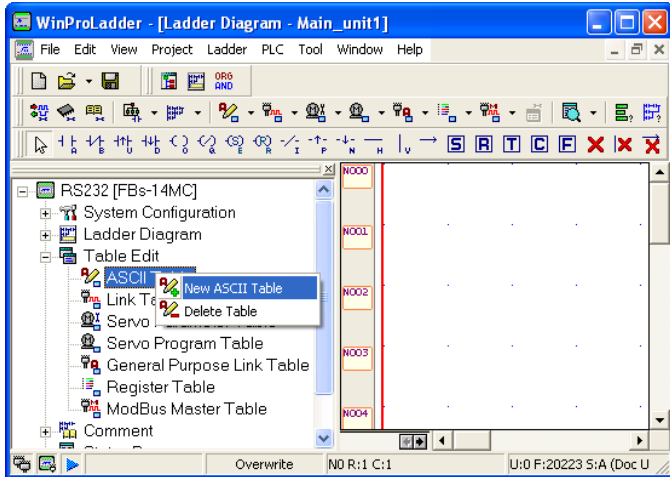 WinProLadder - [Ladder Diagram - Main_unit1]
File Edit View Project Ladder PLC Tool Window Help
ORG
AND
A B U D E R I P N H V S R T C F
RS232 [FBs-14MC]
System Configuration
Ladder Diagram
Table Edit
ASCII
New ASCII Table
Link
Delete Table
Servo
Table
Servo Program Table
General Purpose Link Table
Register Table
ModBus Master Table
Comment
N000
N001
N002
N003
N004
Overwrite N0 R:1 C:1 U:0 F:20223 S:A (Doc U